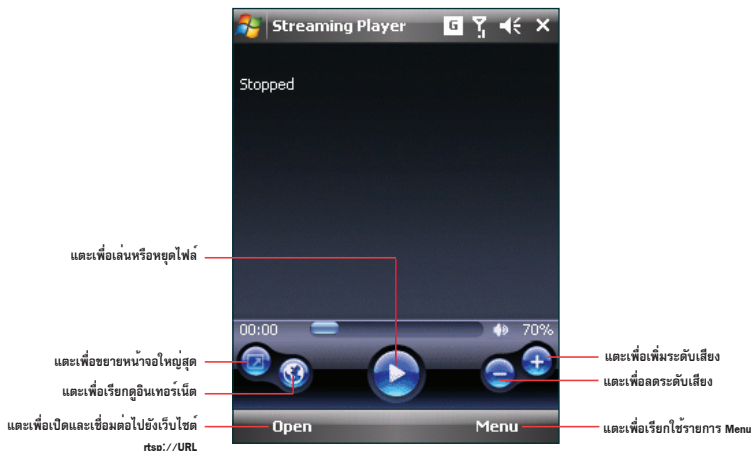 Streaming Player
G
Stopped
แตะเพื่อเล่นหรือหยุดไฟล์
00:00
70%
แตะเพื่อขยายหน้าจอใหญ่สุด
แตะเพื่อเรียกดูอินเทอร์เน็ต
แตะเพื่อเพิ่มระดับเสียง
แตะเพื่อลดระดับเสียง
แตะเพื่อเปิดและเชื่อมต่อไปยังเว็บไซต์
rtsp://URL
Open
Menu
แตะเพื่อเรียกใช้รายการ Menu